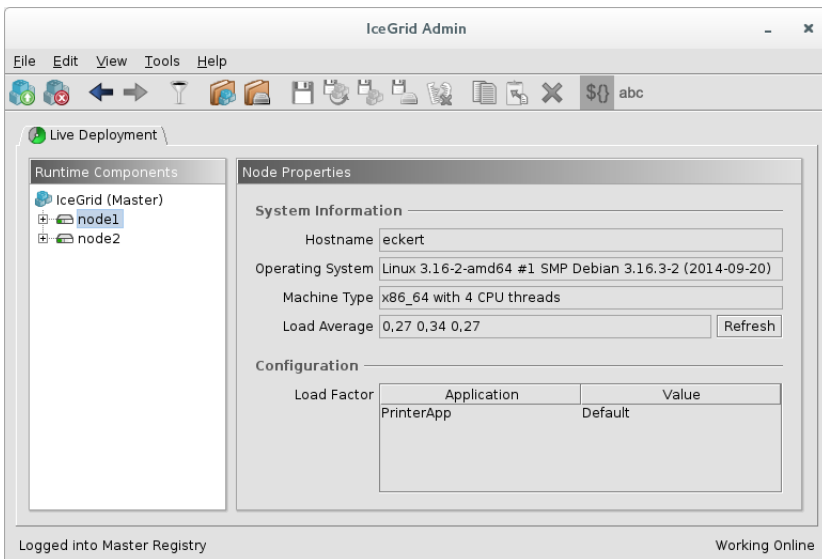 IceGrid Admin
File Edit View Tools Help
${} abc
Live Deployment
Runtime Components
IceGrid (Master)
node1
node2
Node Properties
System Information
Hostname eckert
Operating System Linux 3.16-2-amd64 #1 SMP Debian 3.16.3-2 (2014-09-20)
Machine Type x86_64 with 4 CPU threads
Load Average 0,27 0,34 0,27 Refresh
Configuration
Load Factor Application Value
PrinterApp Default
Logged into Master Registry Working Online